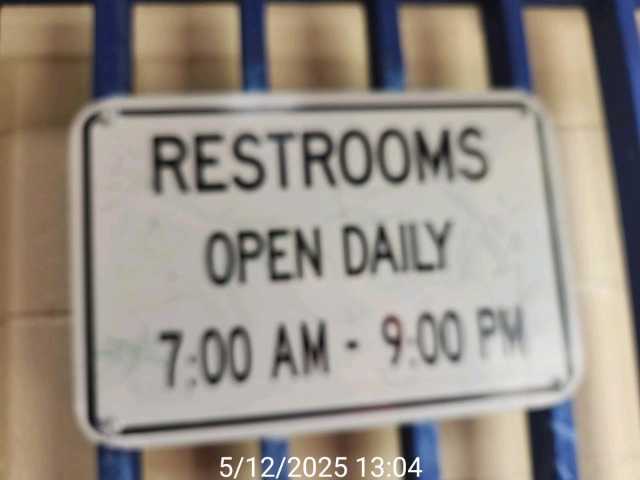 RESTROOMS
OPEN DAILY
7:00 AM - 9:00 PM
5/12/2025 13:04